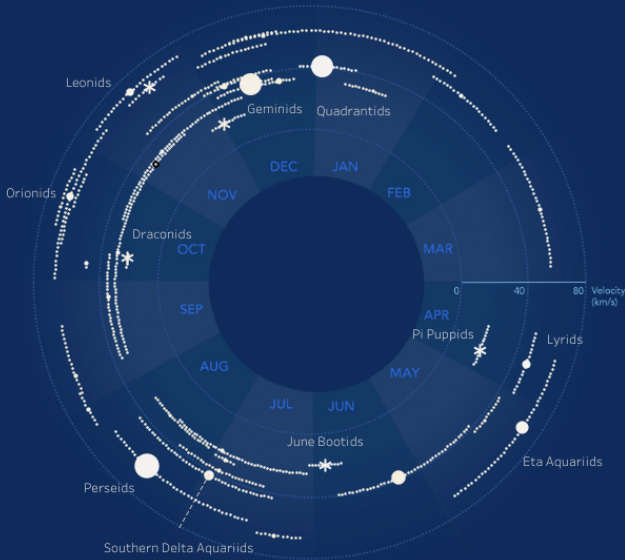 Leonids
Geminids
Quadrantids
DEC
JAN
NOV
FEB
Orionids
Draconids
OCT
MAR
0
40
80
Velocity
(km/s)
SEP
APR
Pi Puppids
Lyrids
AUG
MAY
JUL
JUN
June Bootids
Eta Aquariids
Perseids
Southern Delta Aquariids